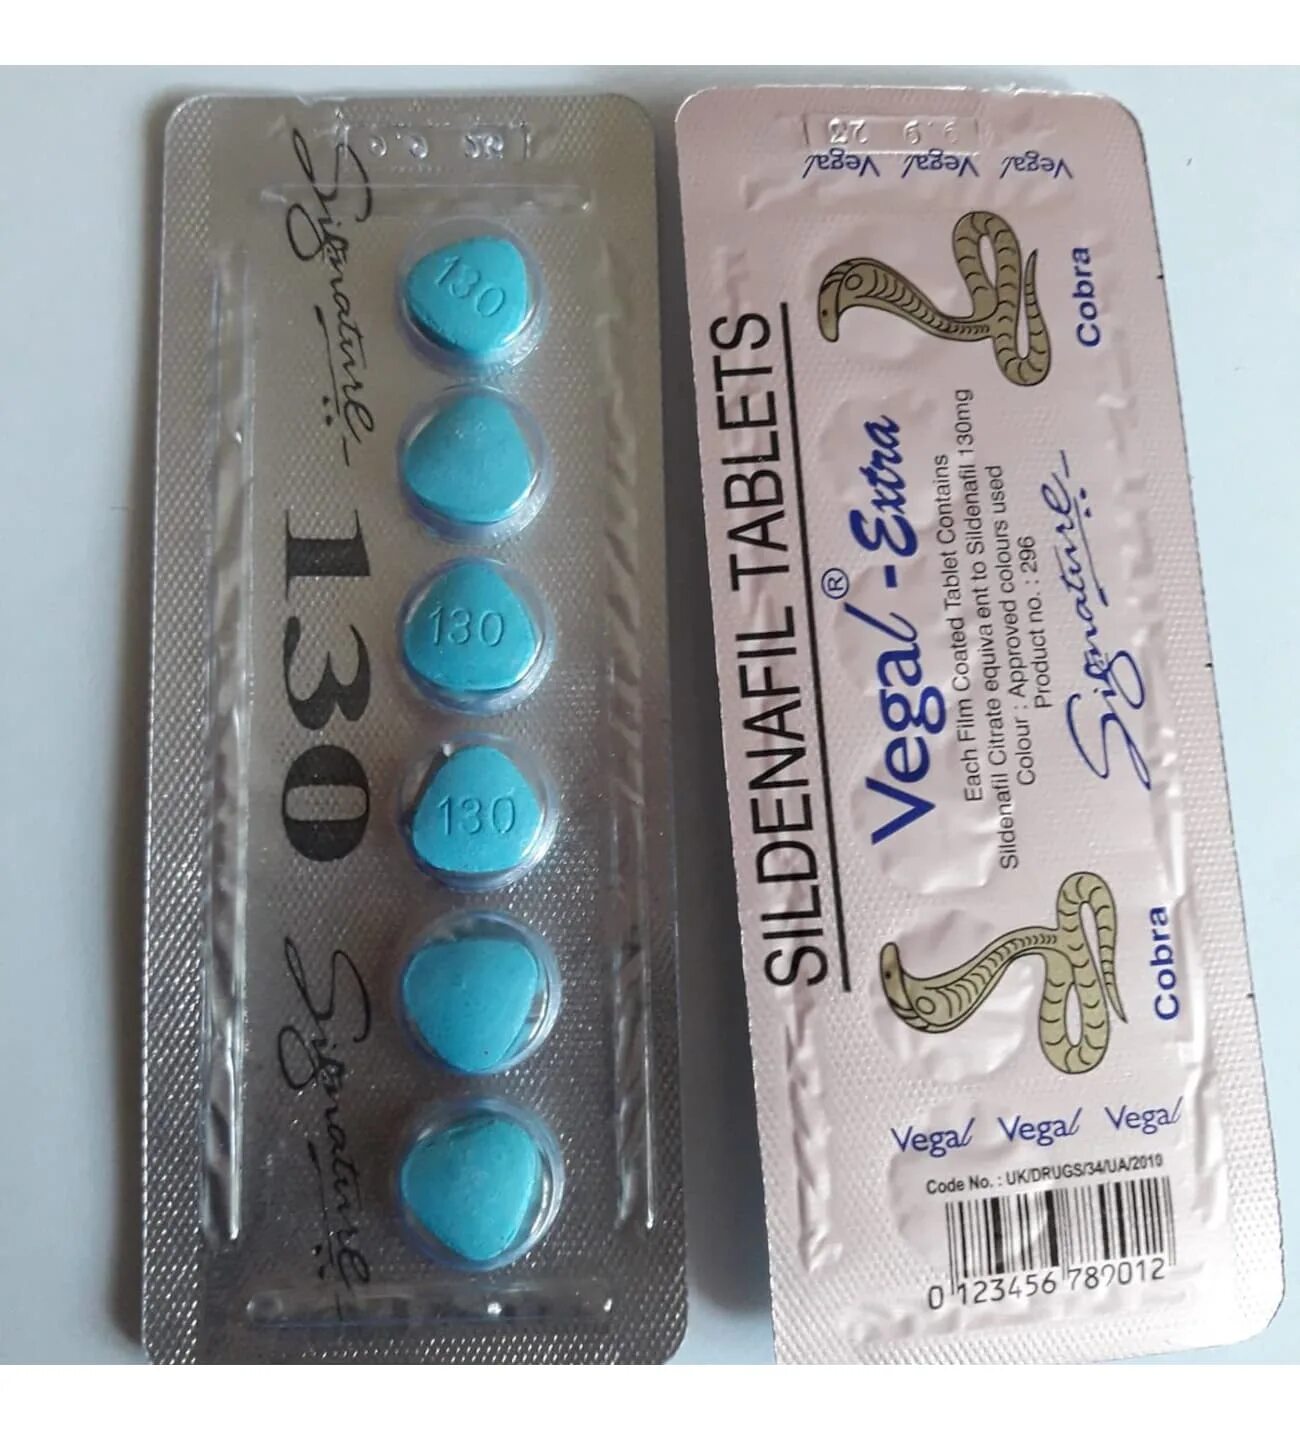 Signature
130
Signature
130
130
130
Vegal Vegal Vegal
Cobra
SILDENAFIL TABLETS
Vegal® - Extra
Each Film Coated Tablet Contains
Sildenafil Citrate equiva ent to Sildenafil 130mg
Colour : Approved colours used
Product no. : 296
Signature
Cobra
Vegal Vegal Vegal
Code No. : UK/DRUGS/34/UA/2010
0 123456 789012